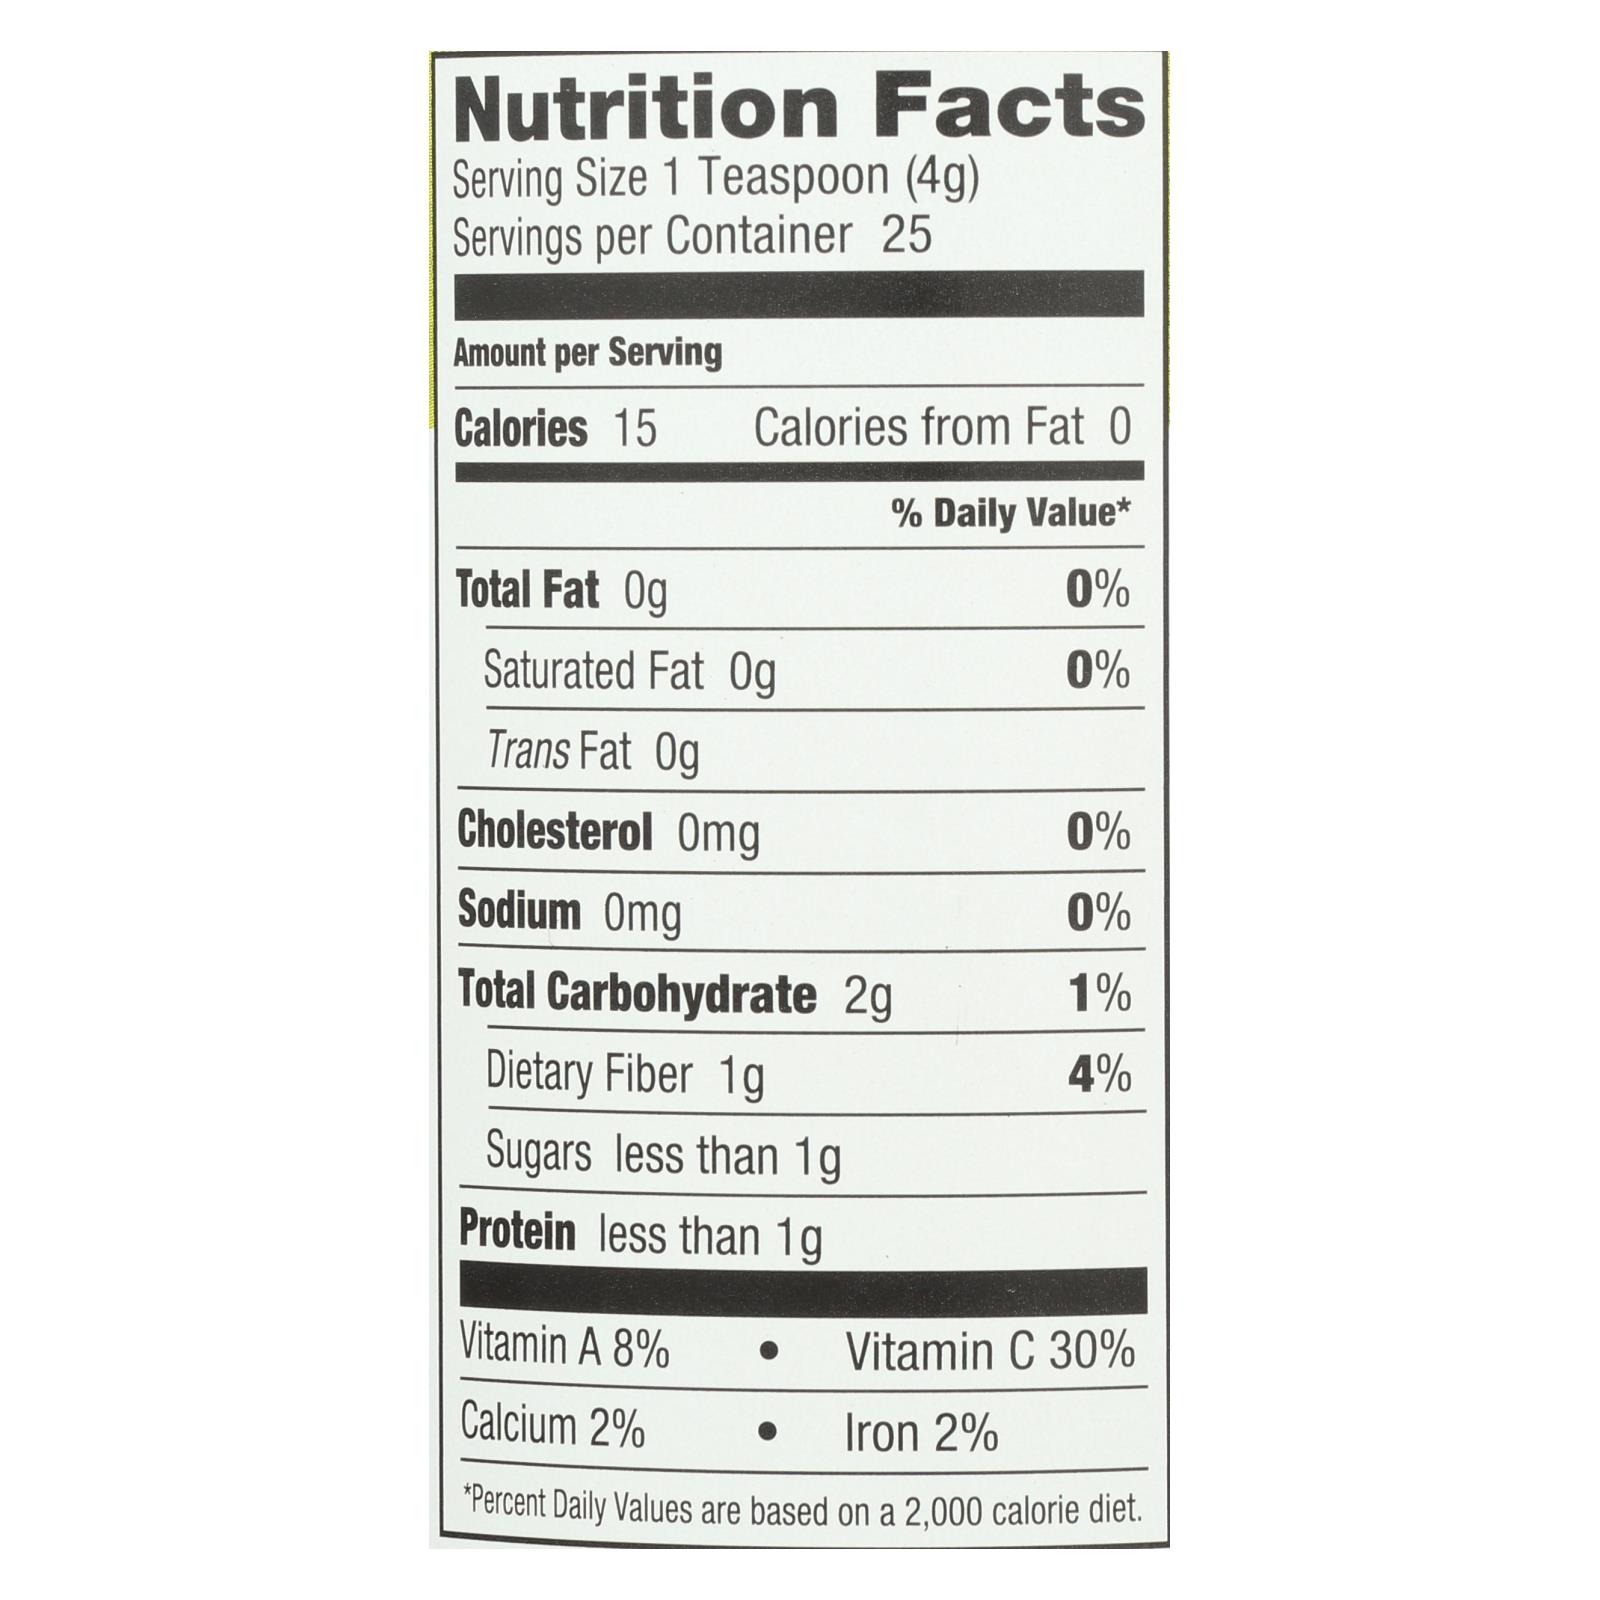 Nutrition Facts
Serving Size 1 Teaspoon (4g)
Servings per Container 25
Amount per Serving
Calories 15 Calories from Fat 0
% Daily Value*
Total Fat 0g 0%
Saturated Fat 0g 0%
Trans Fat 0g
Cholesterol 0mg 0%
Sodium 0mg 0%
Total Carbohydrate 2g 1%
Dietary Fiber 1g 4%
Sugars less than 1g
Protein less than 1g
Vitamin A 8% • Vitamin C 30%
Calcium 2% • Iron 2%
*Percent Daily Values are based on a 2,000 calorie diet.